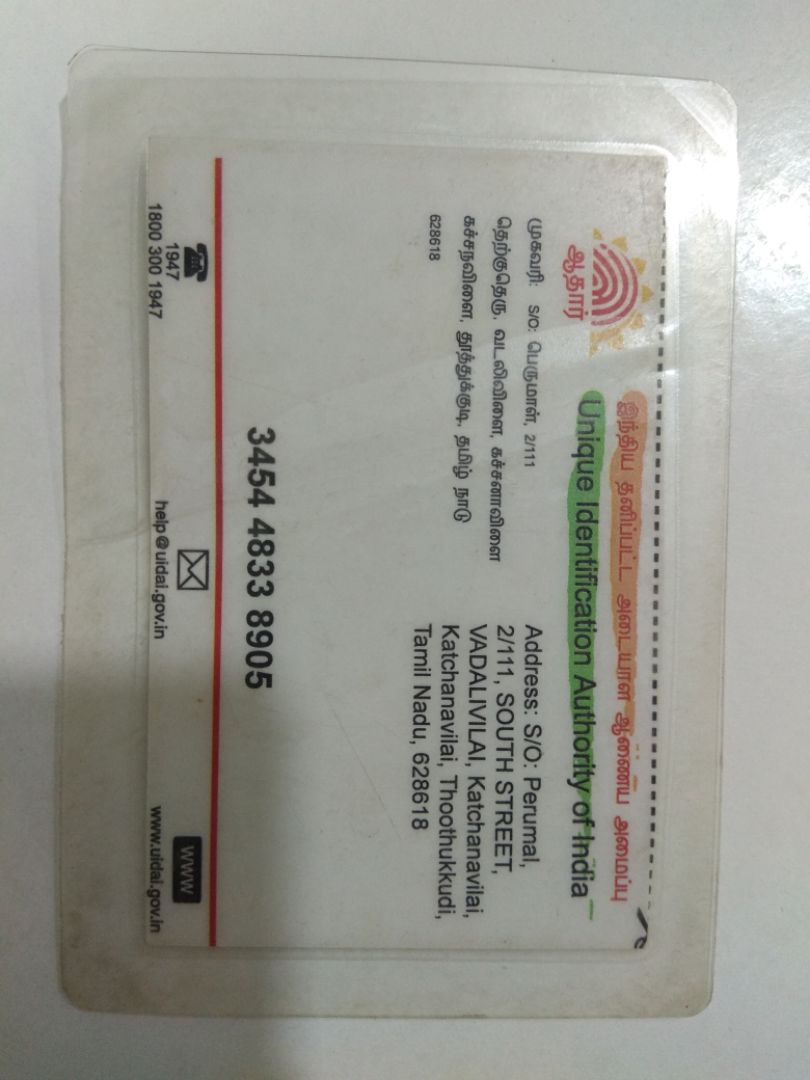 இந்திய தனிப்பட்ட அடையாள ஆணைய அமைப்பு
Unique Identification Authority of India
ஆதார்
முகவரி: S/O: பெருமாள், 2/111
தெற்குதெரு, வடலிவிளை, கச்சனாவிளை
கச்சநவிளை, தூத்துக்குடி, தமிழ் நாடு
628618
Address: S/O: Perumal,
2/111, SOUTH STREET,
VADALIVILAI, Katchanavilai,
Katchanavilai, Thoothukkudi,
Tamil Nadu, 628618
3454 4833 8905
1947
1800 300 1947
help@uidai.gov.in
WWW
www.uidai.gov.in